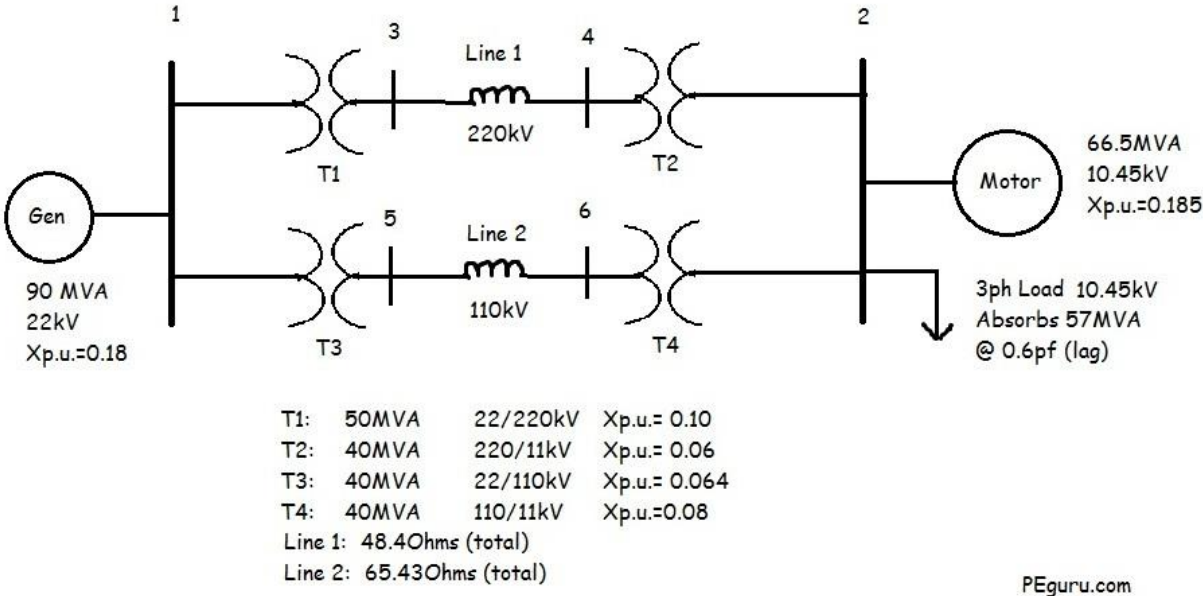 1
2
3
4
Line 1
220kV
T1
T2
66.5MVA
10.45kV
Xp.u.=0.185
Motor
Gen
5
6
Line 2
110kV
T3
T4
90 MVA
22kV
Xp.u.=0.18
3ph Load 10.45kV
Absorbs 57MVA
@ 0.6pf (lag)
T1: 50MVA 22/220kV Xp.u.= 0.10
T2: 40MVA 220/11kV Xp.u.= 0.06
T3: 40MVA 22/110kV Xp.u.= 0.064
T4: 40MVA 110/11kV Xp.u.=0.08
Line 1: 48.4Ohms (total)
Line 2: 65.43Ohms (total)
PEguru.com